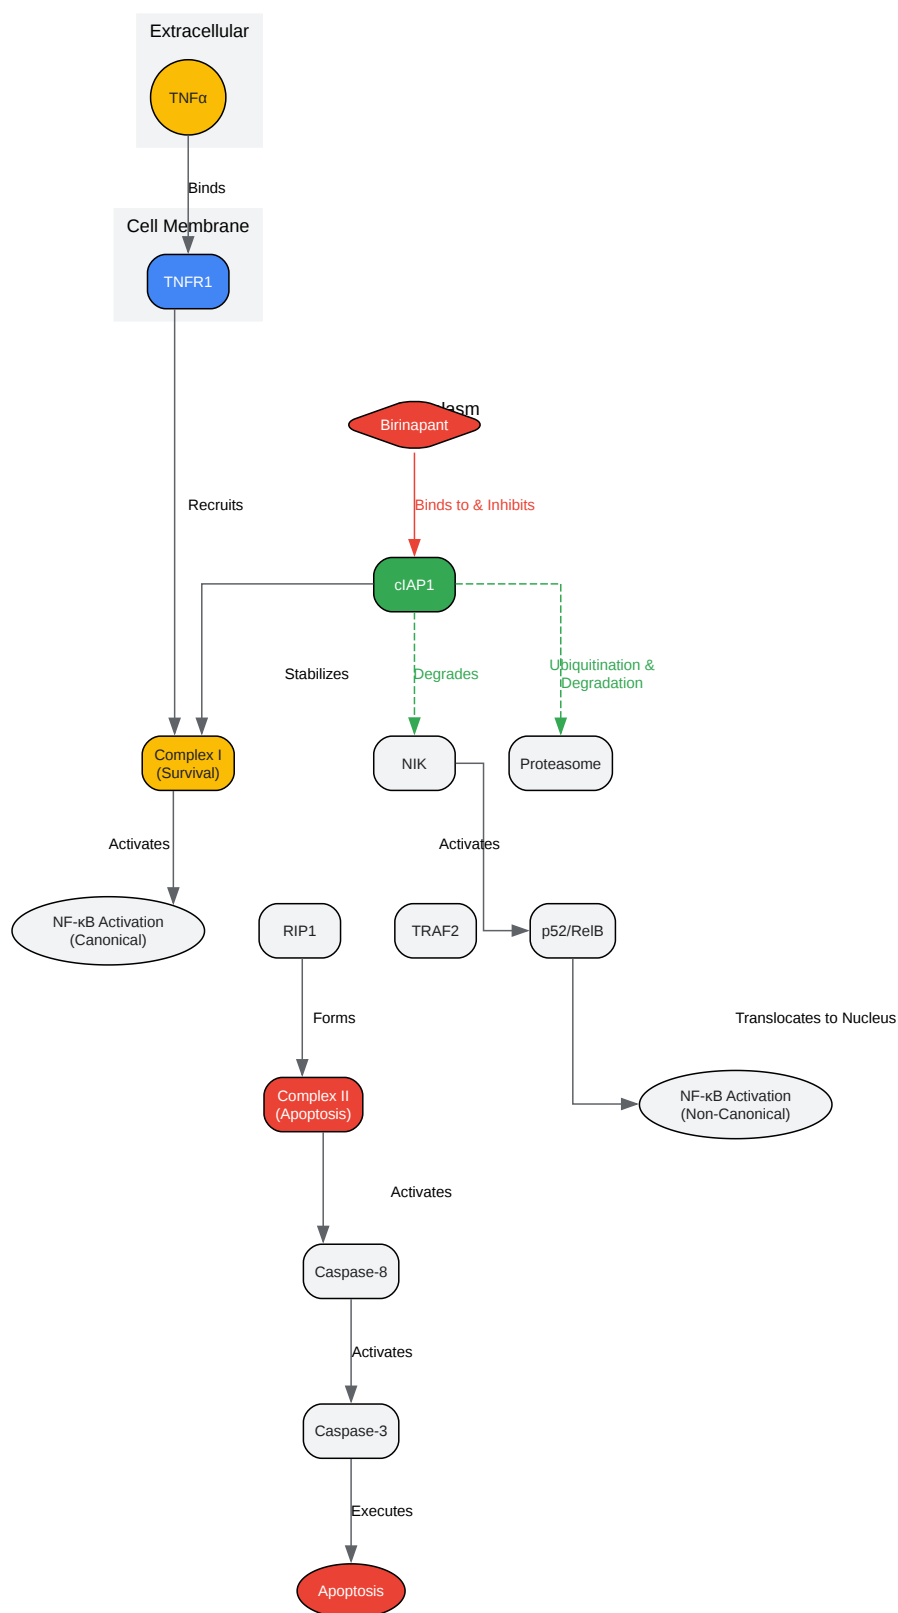 Extracellular
TNFα
Binds
Cell Membrane
TNFR1
Birinapant
Recruits
Binds to & Inhibits
cIAP1
Stabilizes
Degrades
Ubiquitination &
Degradation
Complex I
(Survival)
NIK
Proteasome
Activates
Activates
NF-κB Activation
(Canonical)
RIP1
TRAF2
p52/RelB
Forms
Translocates to Nucleus
Complex II
(Apoptosis)
NF-κB Activation
(Non-Canonical)
Activates
Caspase-8
Activates
Caspase-3
Executes
Apoptosis